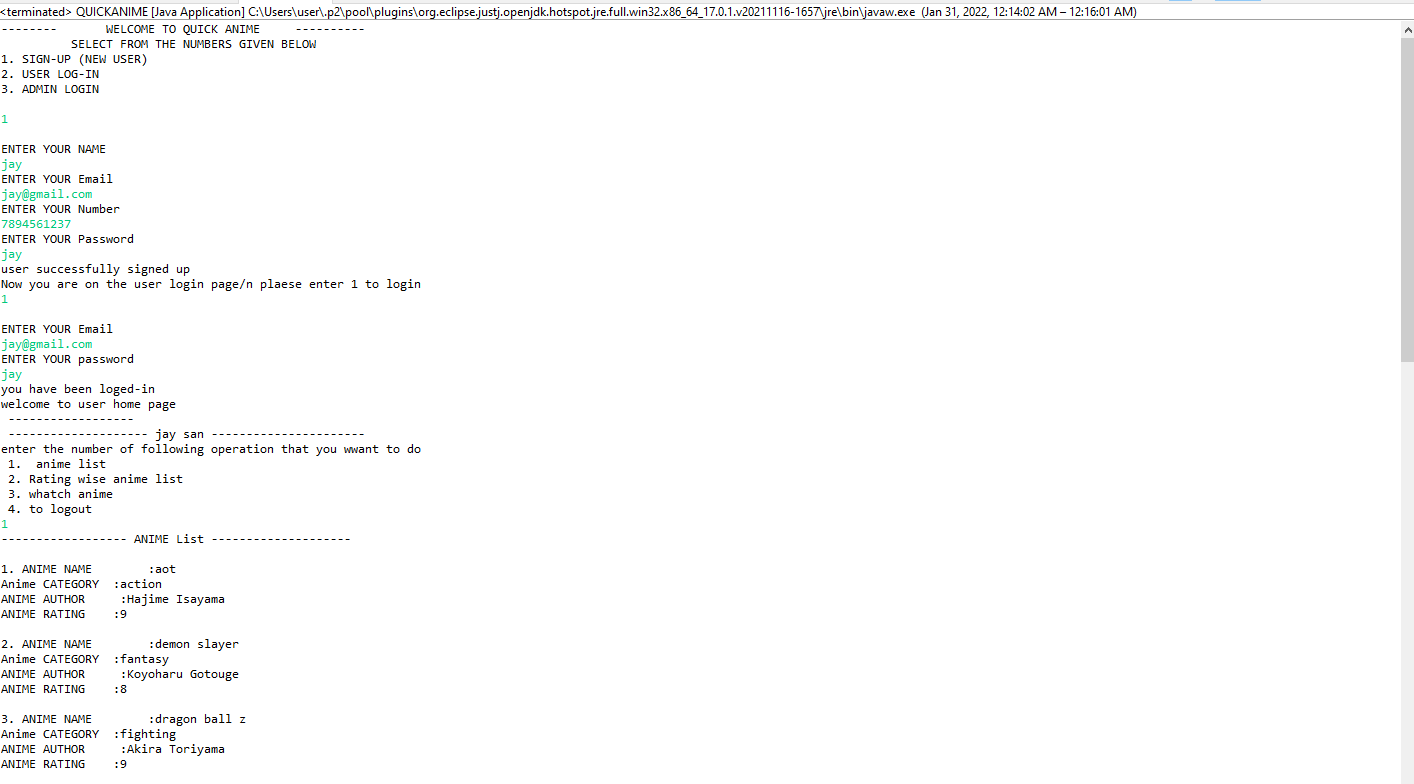 <terminated> QUICKANIME [Java Application] C:\Users\user\.p2\pool\plugins\org.eclipse.justj.openjdk.hotspot.jre.full.win32.x86_64_17.0.1.v20211116-1657\jre\bin\javaw.exe  (Jan 31, 2022, 12:14:02 AM – 12:16:01 AM)
--------       WELCOME TO QUICK ANIME     ----------
          SELECT FROM THE NUMBERS GIVEN BELOW
1. SIGN-UP (NEW USER)
2. USER LOG-IN
3. ADMIN LOGIN

1

ENTER YOUR NAME
jay
ENTER YOUR Email
jay@gmail.com
ENTER YOUR Number
7894561237
ENTER YOUR Password
jay
user successfully signed up
Now you are on the user login page/n plaese enter 1 to login
1

ENTER YOUR Email
jay@gmail.com
ENTER YOUR password
jay
you have been loged-in
welcome to user home page
 ------------------
 -------------------- jay san ----------------------
enter the number of following operation that you wwant to do
 1.  anime list
 2. Rating wise anime list
 3. whatch anime
 4. to logout
1
------------------ ANIME List --------------------

1. ANIME NAME        :aot
Anime CATEGORY  :action
ANIME AUTHOR     :Hajime Isayama
ANIME RATING    :9

2. ANIME NAME        :demon slayer
Anime CATEGORY  :fantasy
ANIME AUTHOR     :Koyoharu Gotouge
ANIME RATING    :8

3. ANIME NAME        :dragon ball z
Anime CATEGORY  :fighting
ANIME AUTHOR     :Akira Toriyama
ANIME RATING    :9